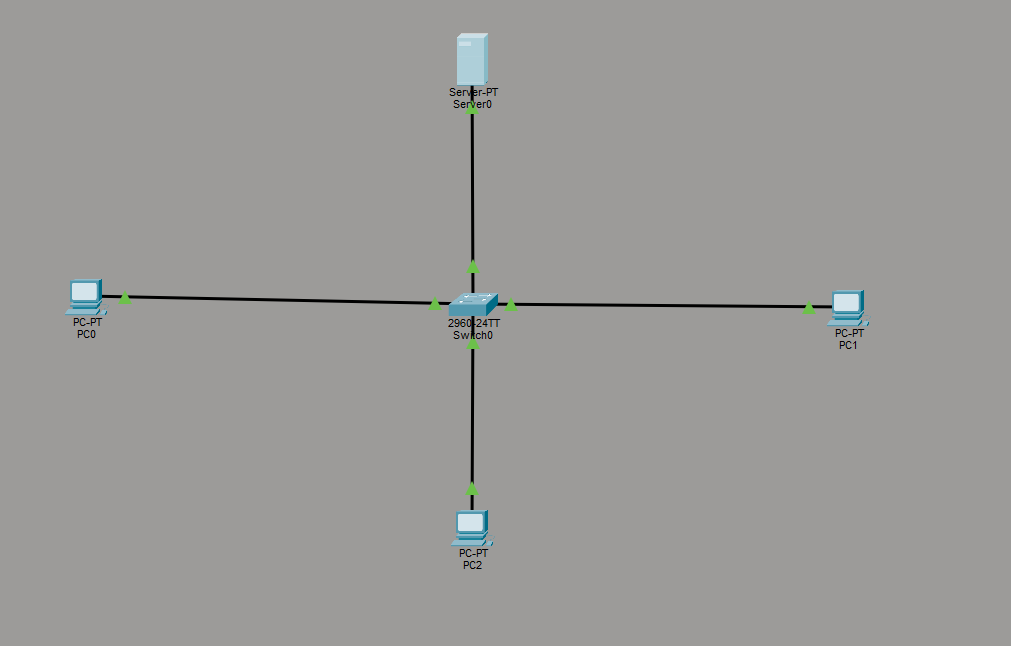 Server-PT
Server0
PC-PT
PC0
2960-24TT
Switch0
PC-PT
PC1
PC-PT
PC2